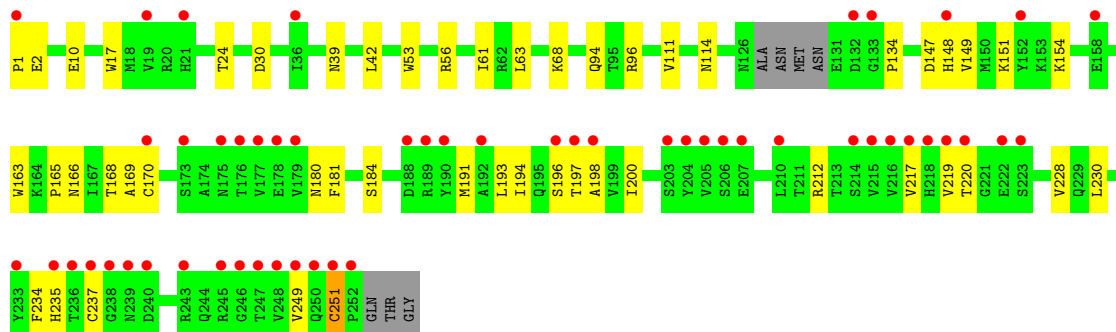 P1 E2 E10 W17 M18 V19 R20 H21 T24 D30 I36 N39 L42 W53 R56 I61 R62 L63 K68 Q94 T95 R96 V111 N114 N126 ALA ASN MET ASN E131 D132 G133 P134 D147 H148 V149 M150 K151 Y152 K153 K154 E158
W163 K164 P165 N166 I167 T168 A169 C170 S173 A174 N175 T176 V177 E178 V179 N180 F181 S184 D188 R189 Y190 M191 A192 L193 I194 Q195 S196 T197 A198 V199 I200 S203 Y204 V205 S206 E207 L210 T211 R212 T213 S214 V215 V216 V217 H218 V219 T220 G221 E222 S223 V228 Q229 L230
Y233 F234 H235 T236 C237 G238 N239 D240 R243 Q244 R245 G246 T247 V248 V249 Q250 C251 P252 GLN THR GLY